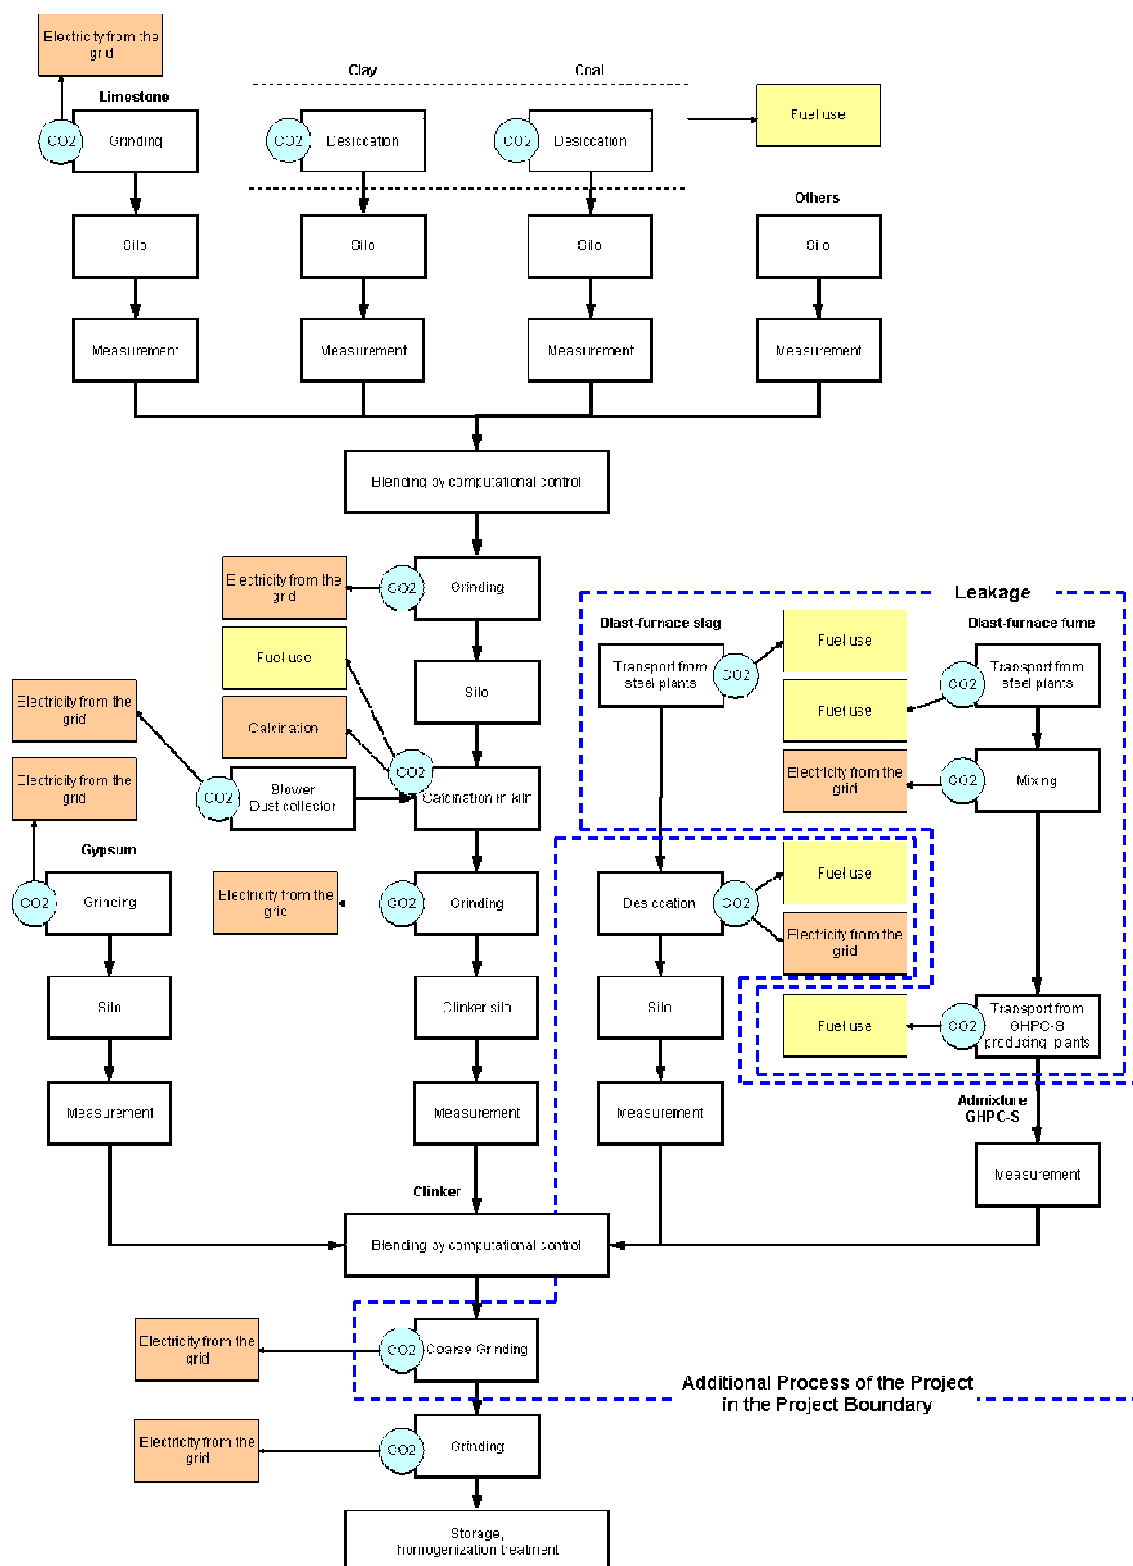 Electricity from the
grid
Clay
Coal
Limestone
Fuel use
CO2
Grinding
CO2
Desiccation
CO2
Desiccation
Others
Silo
Silo
Silo
Silo
Measurement
Measurement
Measurement
Measurement
Blending by computational control
Electricity from the
grid
CO2
Grinding
Leakage
Blast-furnace slag
Blast-furnace fume
Fuel use
Fuel use
Transport from
steel plants
CO2
CO2
Transport from
steel plants
Silo
Electricity from the
grid
Fuel use
Calcination
Electricity from the
grid
CO2
Mixing
Electricity from the
grid
CO2
Blower
Dust collector
CO2
Calcination in kiln
Gypsum
Fuel use
CO2
Grinding
Electricity from the
grid
CO2
Grinding
Desiccation
CO2
Electricity from the
grid
Silo
Clinker silo
Silo
Fuel use
CO2
Transport from
GHPC-S
producing plants
Measurement
Measurement
Measurement
Admixture
GHPC-S
Measurement
Clinker
Blending by computational control
Electricity from the
grid
CO2
Coarse Grinding
Additional Process of the Project
in the Project Boundary
Electricity from the
grid
CO2
Grinding
Storage,
homogenization treatment